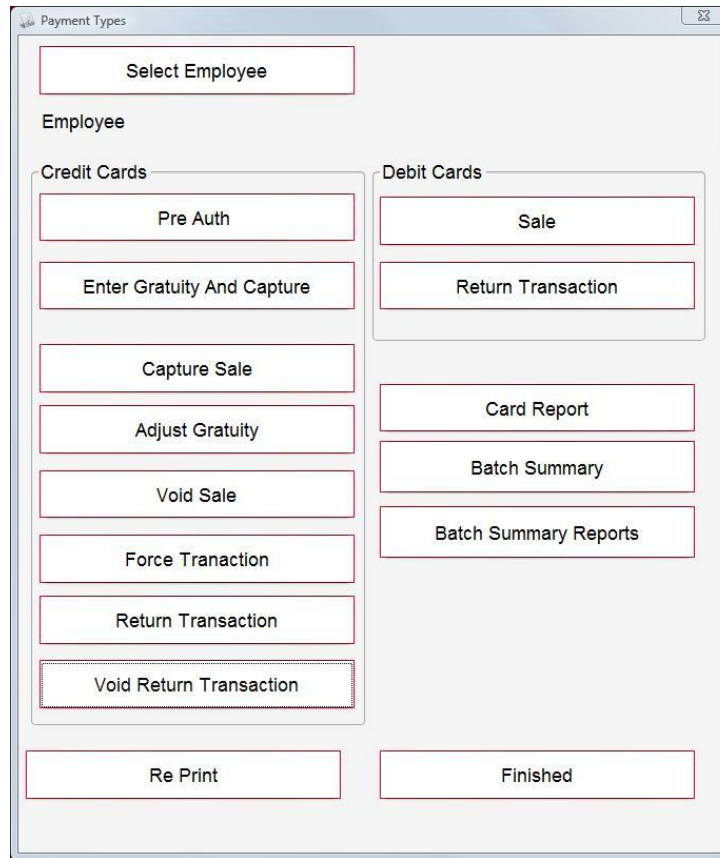 Payment Types
Select Employee
Employee
Credit Cards
Pre Auth
Enter Gratuity And Capture
Capture Sale
Adjust Gratuity
Void Sale
Force Tranaction
Return Transaction
Void Return Transaction
Debit Cards
Sale
Return Transaction
Card Report
Batch Summary
Batch Summary Reports
Re Print
Finished